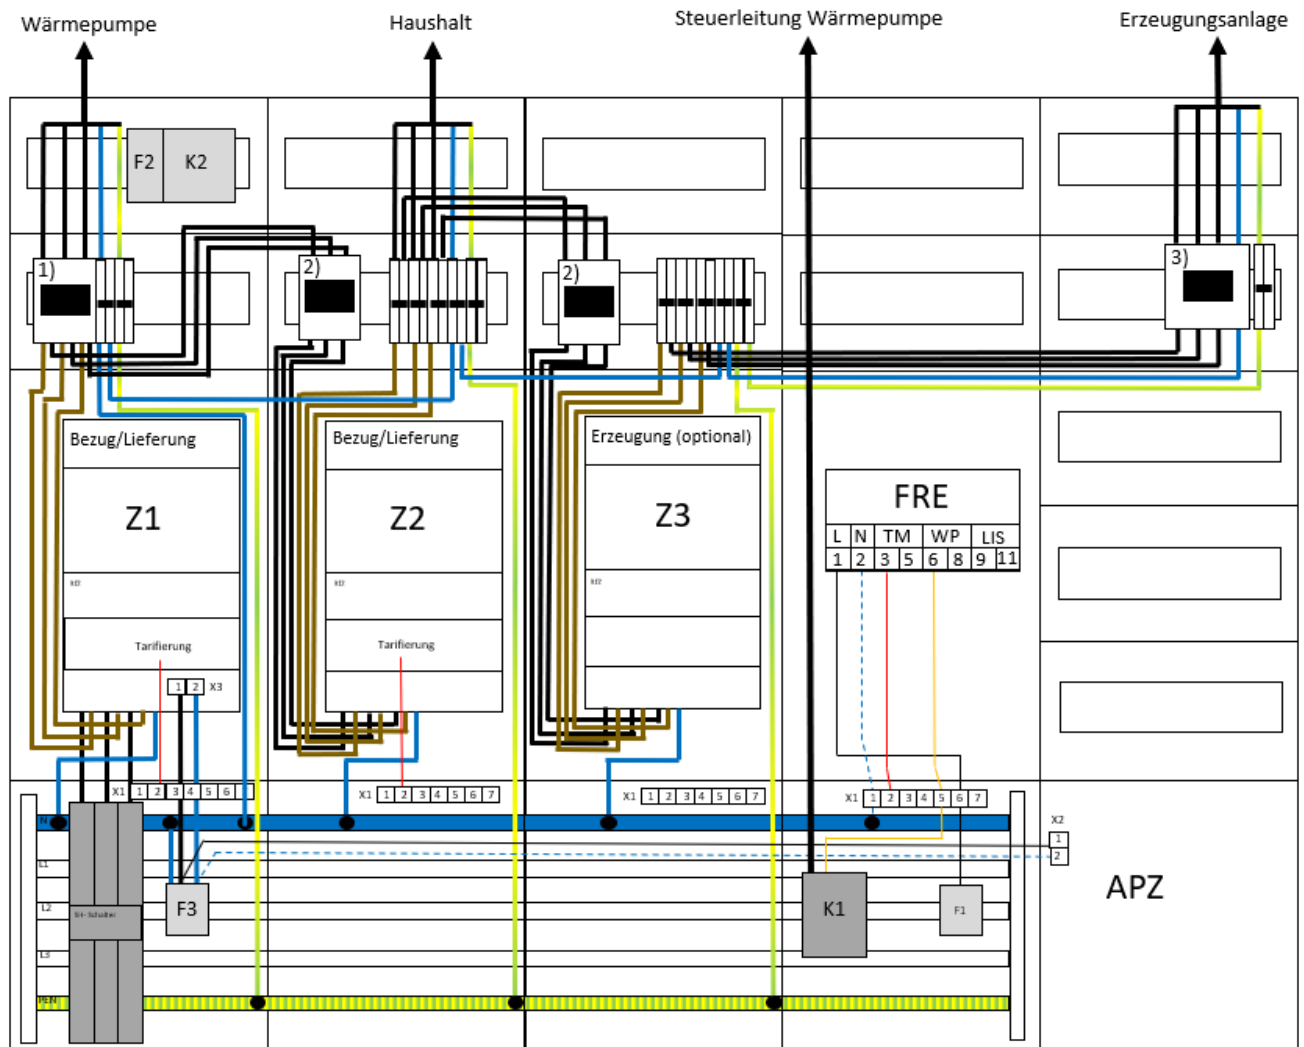 Wärmepumpe
Haushalt
Steuerleitung Wärmepumpe
Erzeugungsanlage
F2
K2
1)
2)
2)
3)
Bezug/Lieferung
Bezug/Lieferung
Erzeugung (optional)
Z1
Z2
Z3
FRE
L N TM WP LIS
1 2 3 5 6 8 9 11
Tarifierung
Tarifierung
1 2 X3
X1 1 2 3 4 5 6
X1 1 2 3 4 5 6 7
X1 1 2 3 4 5 6 7
X1 1 2 3 4 5 6 7
N
X2
1
2
L1
L2
L3
PEN
SH- Schalter
F3
K1
F1
APZ